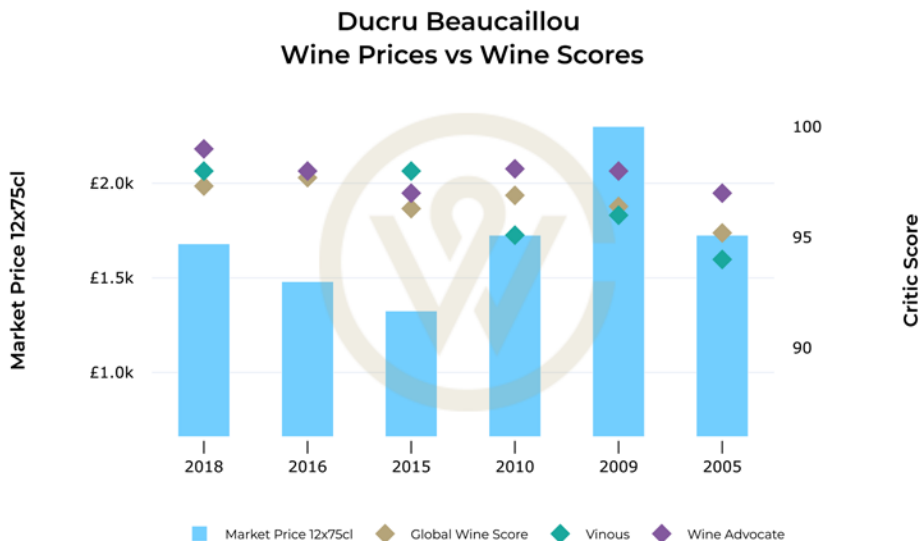 Ducru Beaucaillou
Wine Prices vs Wine Scores
Market Price 12x75cl
£2.0k
£1.5k
£1.0k
100
95
90
Critic Score
2018 2016 2015 2010 2009 2005
Market Price 12x75cl Global Wine Score Vinous Wine Advocate